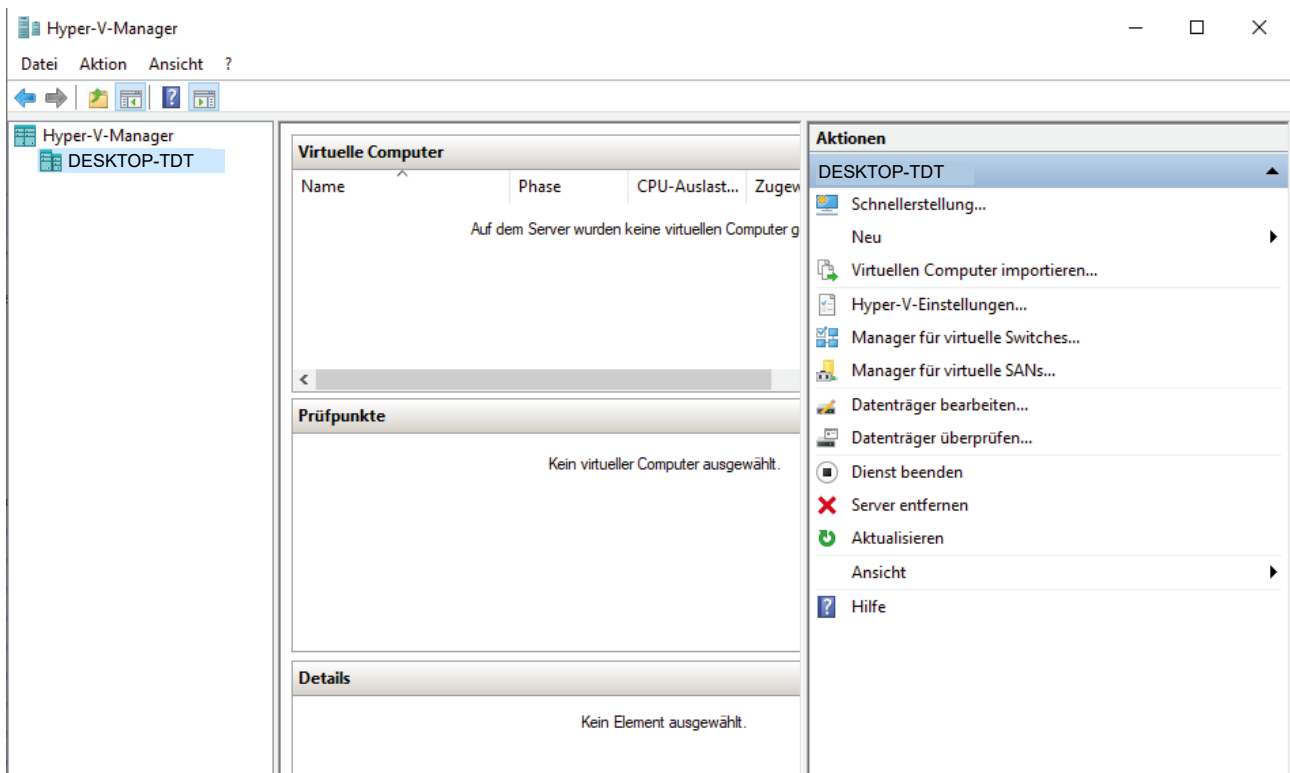 Hyper-V-Manager
Datei Aktion Ansicht ?
Hyper-V-Manager
DESKTOP-TDT
Virtuelle Computer
Name Phase CPU-Auslast... Zugew
Auf dem Server wurden keine virtuellen Computer g
Prüfpunkte
Kein virtueller Computer ausgewählt.
Details
Kein Element ausgewählt.
Aktionen
DESKTOP-TDT
Schnellerstellung...
Neu
Virtuellen Computer importieren...
Hyper-V-Einstellungen...
Manager für virtuelle Switches...
Manager für virtuelle SANs...
Datenträger bearbeiten...
Datenträger überprüfen...
Dienst beenden
Server entfernen
Aktualisieren
Ansicht
Hilfe